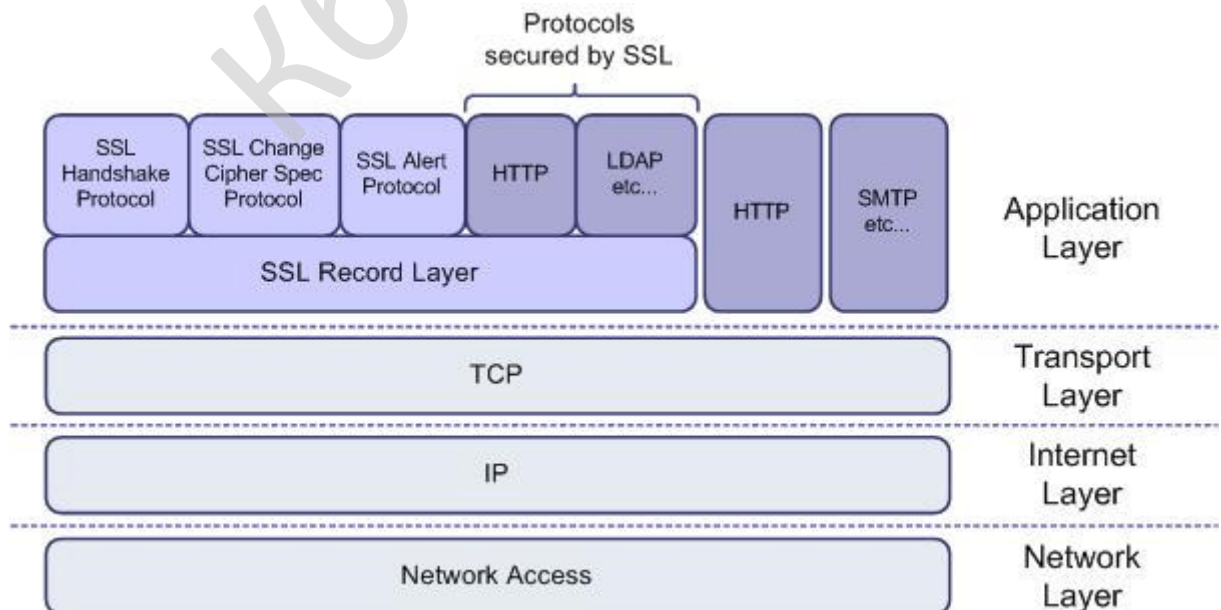 Protocols
secured by SSL
SSL
Handshake
Protocol
SSL Change
Cipher Spec
Protocol
SSL Alert
Protocol
HTTP
LDAP
etc...
HTTP
SMTP
etc...
Application
Layer
SSL Record Layer
TCP
Transport
Layer
IP
Internet
Layer
Network Access
Network
Layer